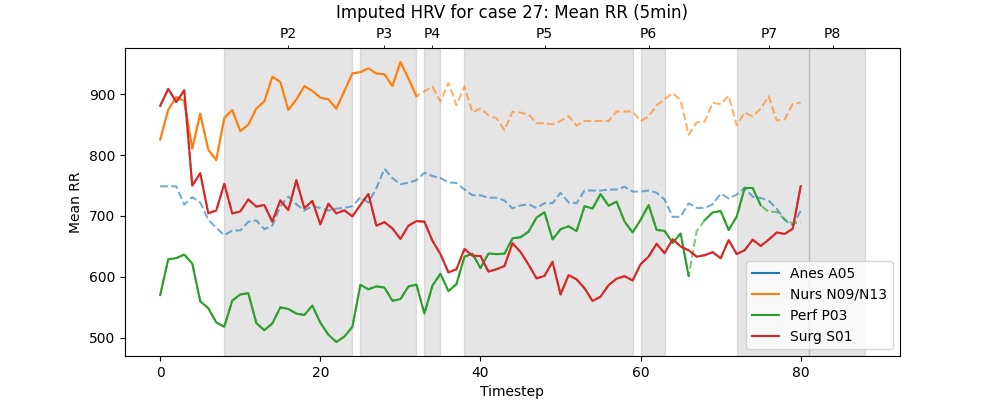 Imputed HRV for case 27: Mean RR (5min)
P2 P3 P4 P5 P6 P7 P8
900
800
700
600
500
Mean RR
0 20 40 60 80
Timestep
Anes A05
Nurs N09/N13
Perf P03
Surg S01